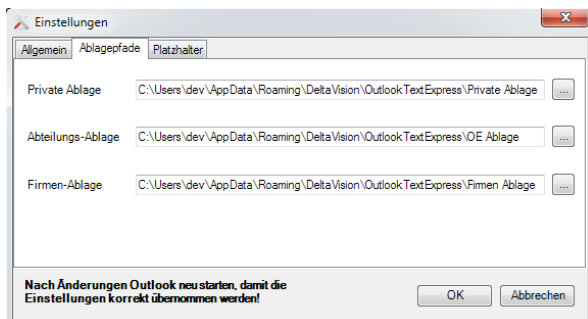 Einstellungen
Allgemein Ablagepfade Platzhalter
Private Ablage C:\Users\dev\AppData\Roaming\DeltaVision\OutlookTextExpress\Private Ablage ...
Abteilungs-Ablage C:\Users\dev\AppData\Roaming\DeltaVision\OutlookTextExpress\OE Ablage ...
Firmen-Ablage C:\Users\dev\AppData\Roaming\DeltaVision\OutlookTextExpress\Firmen Ablage ...
Nach Änderungen Outlook neu starten, damit die
Einstellungen korrekt übernommen werden! OK Abbrechen